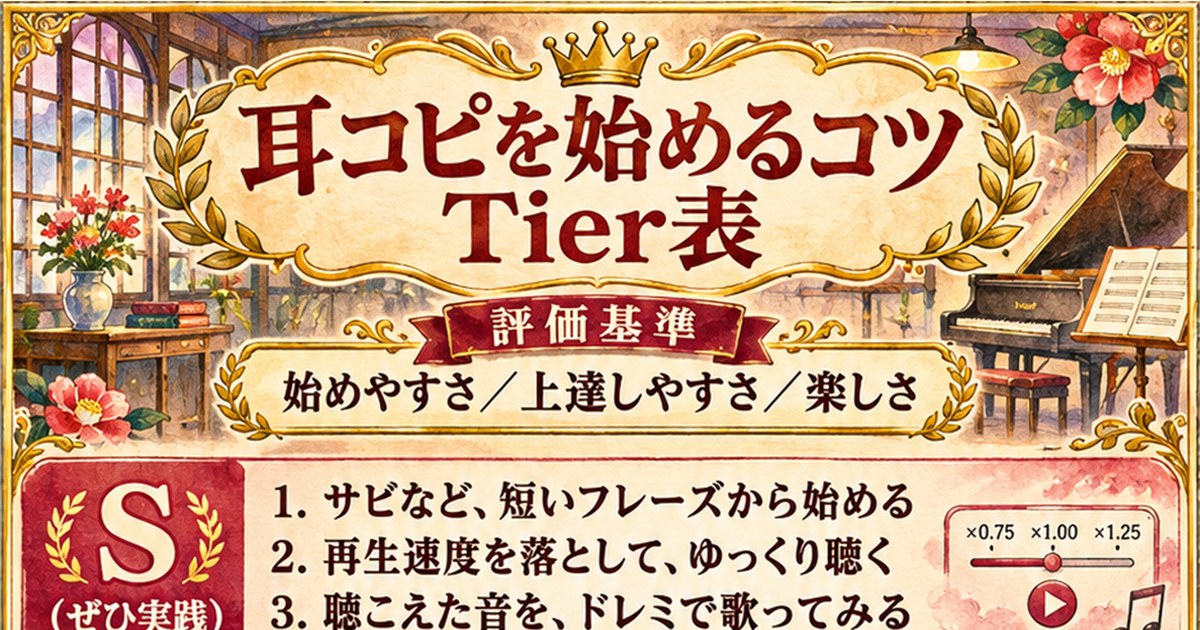 耳コピを始めるコツ
Tier表
評価基準
始めやすさ／上達しやすさ／楽しさ
S
(ぜひ実践)
1. サビなど、短いフレーズから始める
2. 再生速度を落として、ゆっくり聴く
3. 聴こえた音を、ドレミで歌ってみる
×0.75 ×1.00 ×1.25